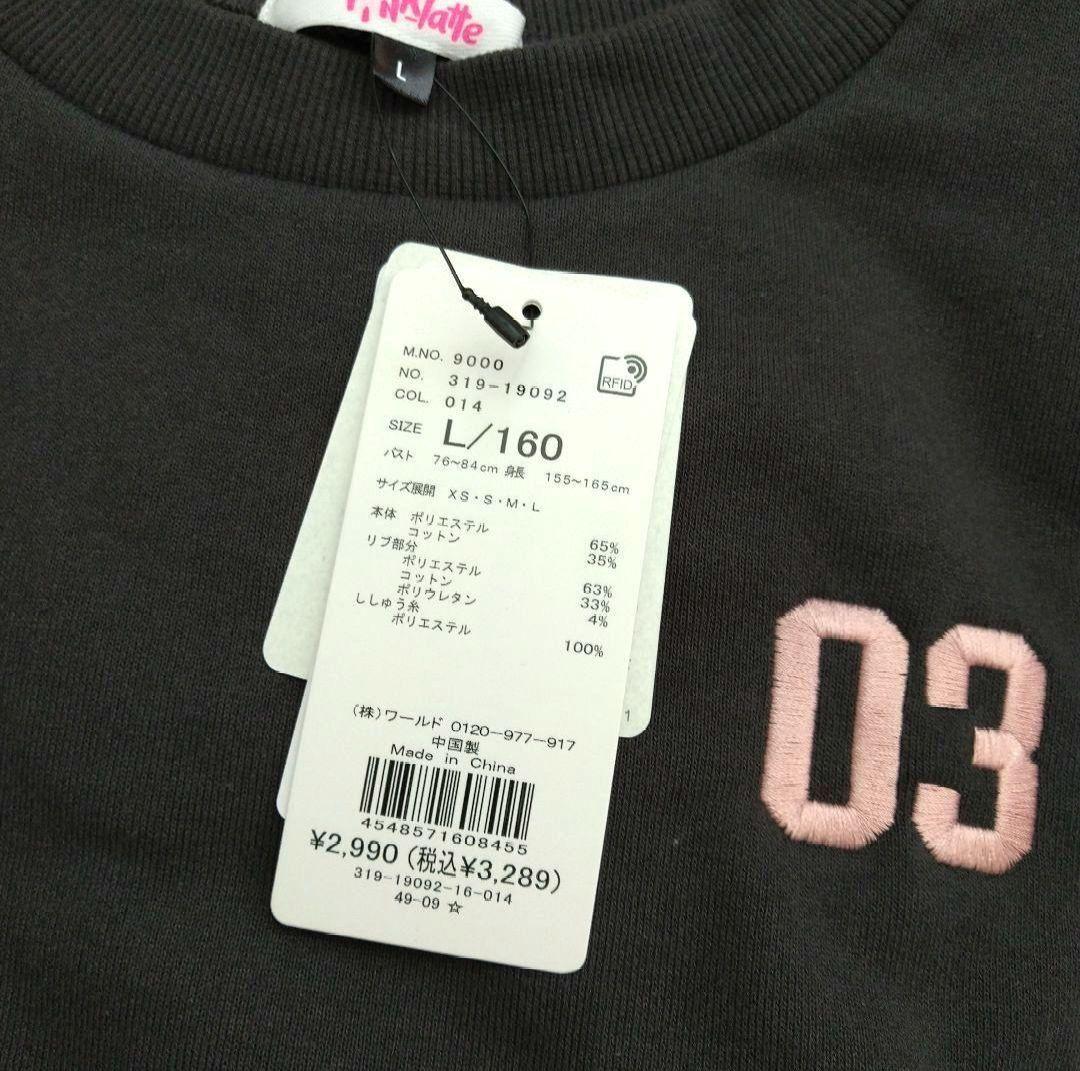 PINKlatte
L
M.NO. 9000
NO. 319-19092
COL. 014
RFID
SIZE L/160
バスト 76~84cm 身長 155~165cm
サイズ展開 XS・S・M・L
本体 ポリエステル 65%
コットン 35%
リブ部分
ポリエステル 63%
コットン 33%
ポリウレタン 4%
ししゅう糸
ポリエステル 100%
1
(株)ワールド 0120-977-917
中国製
Made in China
4548571608455
¥2,990 (税込¥3,289)
319-19092-16-014
49-09 ☆
03